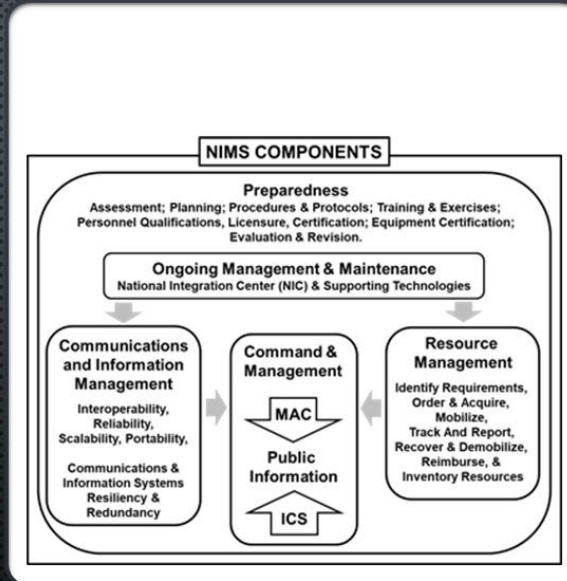 NIMS COMPONENTS
Preparedness
Assessment; Planning; Procedures & Protocols; Training & Exercises;
Personnel Qualifications, Licensure, Certification; Equipment Certification;
Evaluation & Revision.
Ongoing Management & Maintenance
National Integration Center (NIC) & Supporting Technologies
Communications
and Information
Management
Interoperability,
Reliability,
Scalability, Portability,
Communications &
Information Systems
Resiliency &
Redundancy
Command &
Management
MAC
Public
Information
ICS
Resource
Management
Identify Requirements,
Order & Acquire,
Mobilize,
Track And Report,
Recover & Demobilize,
Reimburse, &
Inventory Resources